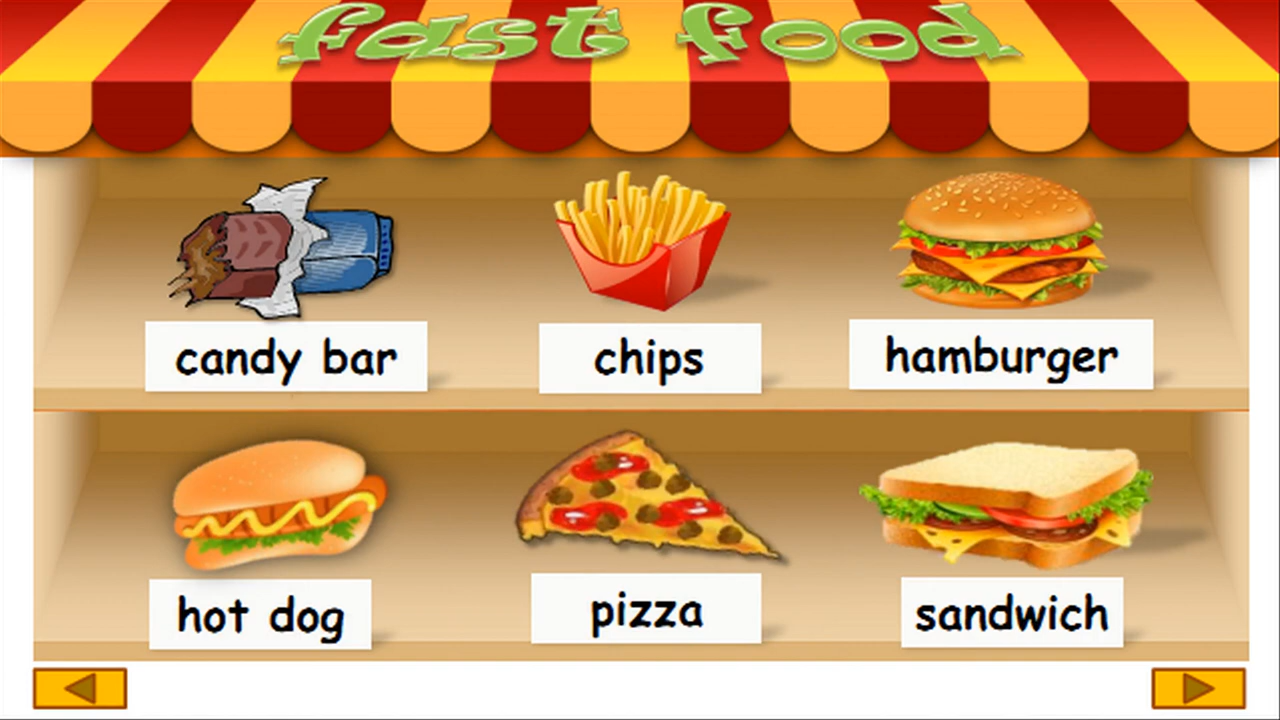 fast food
candy bar
chips
hamburger
hot dog
pizza
sandwich